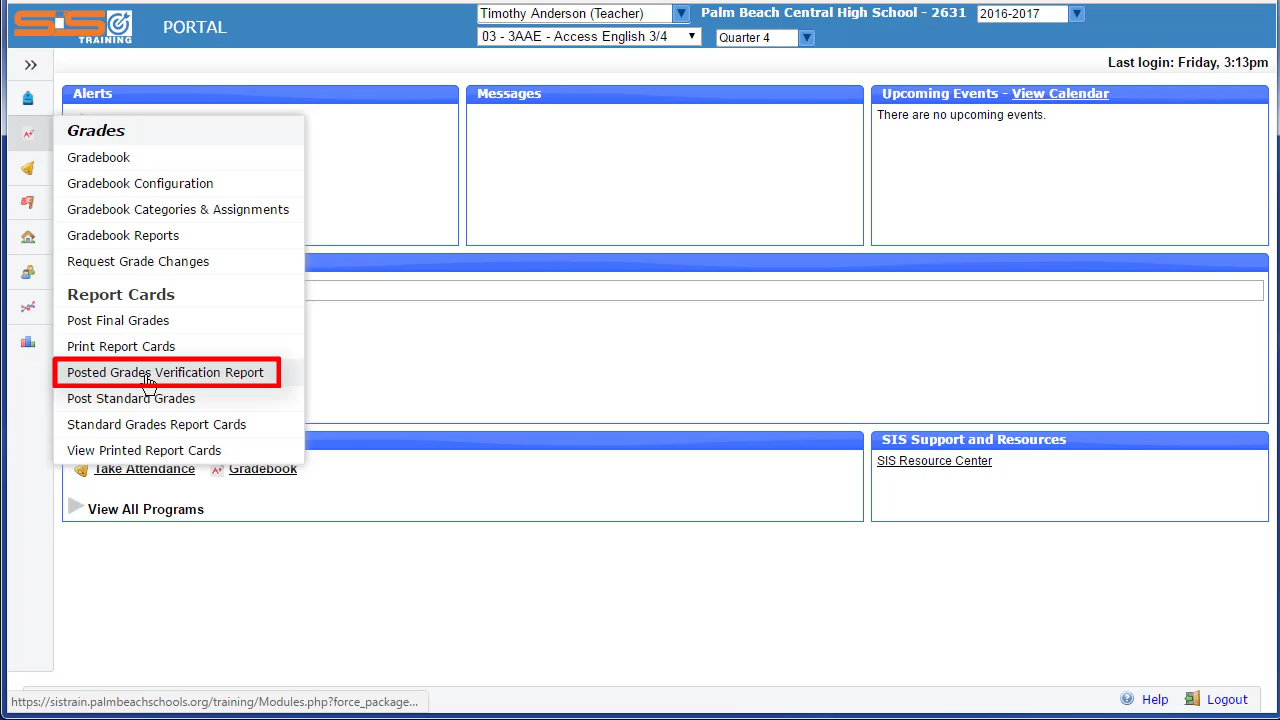 SIS
TRAINING
PORTAL
Timothy Anderson (Teacher)
Palm Beach Central High School - 2631
2016-2017
03 - 3AAE - Access English 3/4
Quarter 4
Last login: Friday, 3:13pm
Alerts
Messages
Upcoming Events - View Calendar
There are no upcoming events.
Grades
Gradebook
Gradebook Configuration
Gradebook Categories & Assignments
Gradebook Reports
Request Grade Changes
Report Cards
Post Final Grades
Print Report Cards
Posted Grades Verification Report
Post Standard Grades
Standard Grades Report Cards
View Printed Report Cards
Take Attendance
Gradebook
View All Programs
SIS Support and Resources
SIS Resource Center
https://sistrain.palmbeachschools.org/training/Modules.php?force_package...
Help
Logout